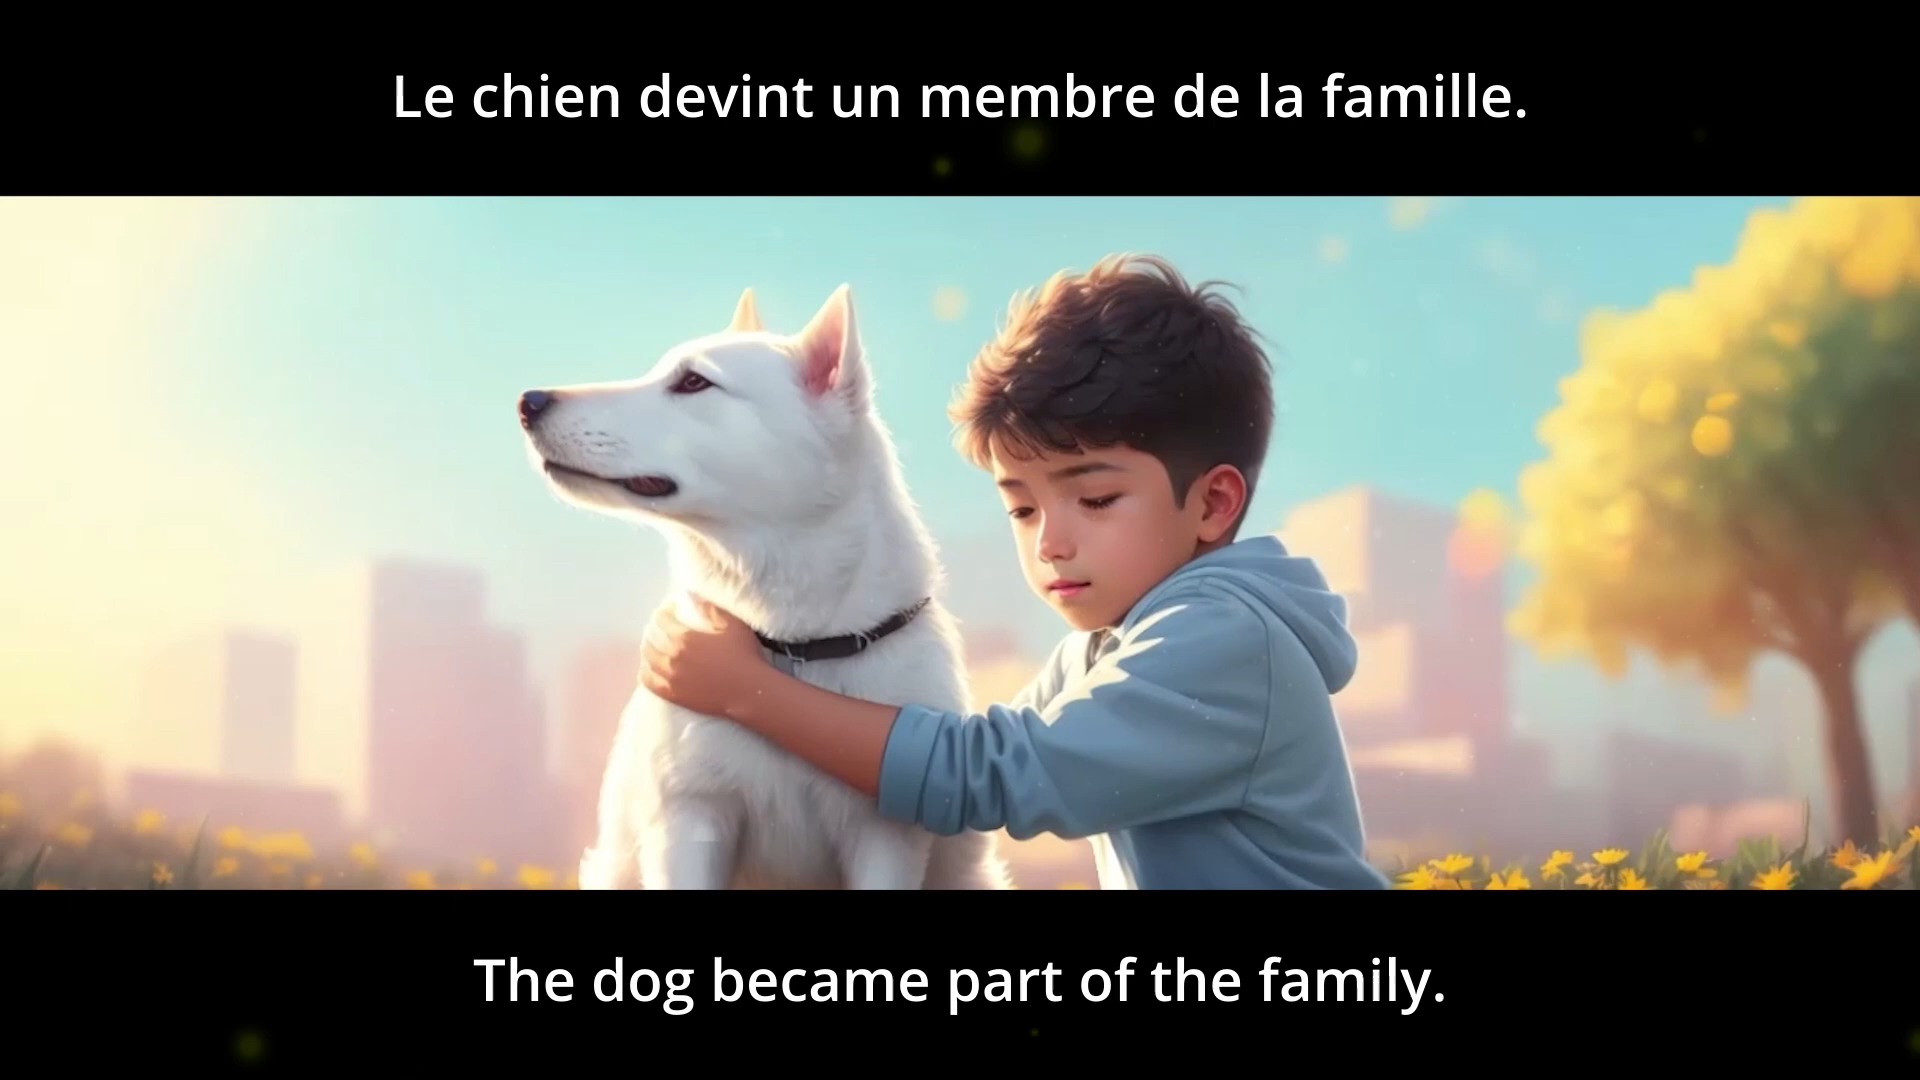 Le chien devint un membre de la famille.
The dog became part of the family.